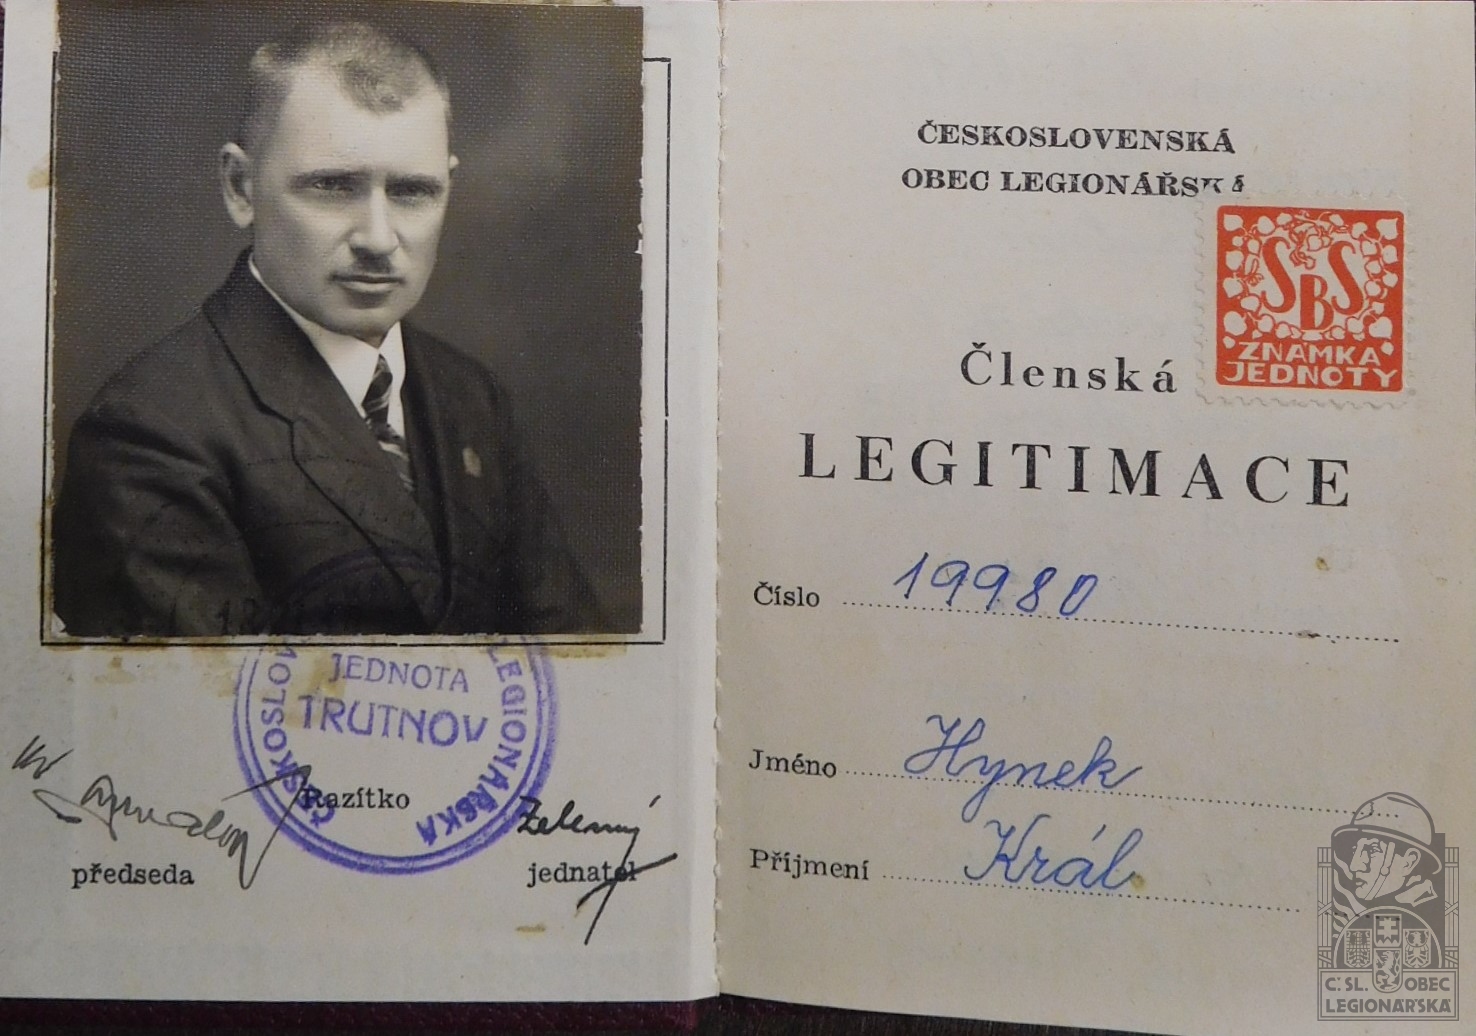 JEDNOTA
TRUTNOV
ČSKOSLOV LEGIONÁŘSKÁ
Razítko
Zelený
předseda
jednatel
ČESKOSLOVENSKÁ
OBEC LEGIONÁŘSKÁ
SBS
ZNÁMKA
JEDNOTY
Členská
LEGITIMACE
Číslo 19980
Jméno Hynek
Příjmení Král
Č. SL. OBEC
LEGIONÁŘSKÁ